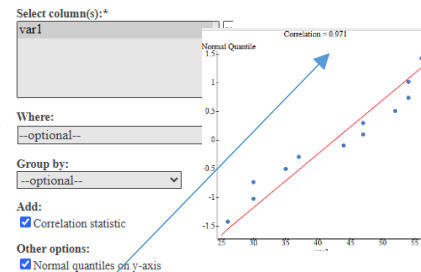 Select column(s):*
var1
Where:
--optional--
Group by:
--optional--
Add:
Correlation statistic
Other options:
Normal quantiles on y-axis
Correlation = 0.971
Normal Quantile
1.5
1
0.5
0
-0.5
-1
-1.5
25 30 35 40 45 50 55